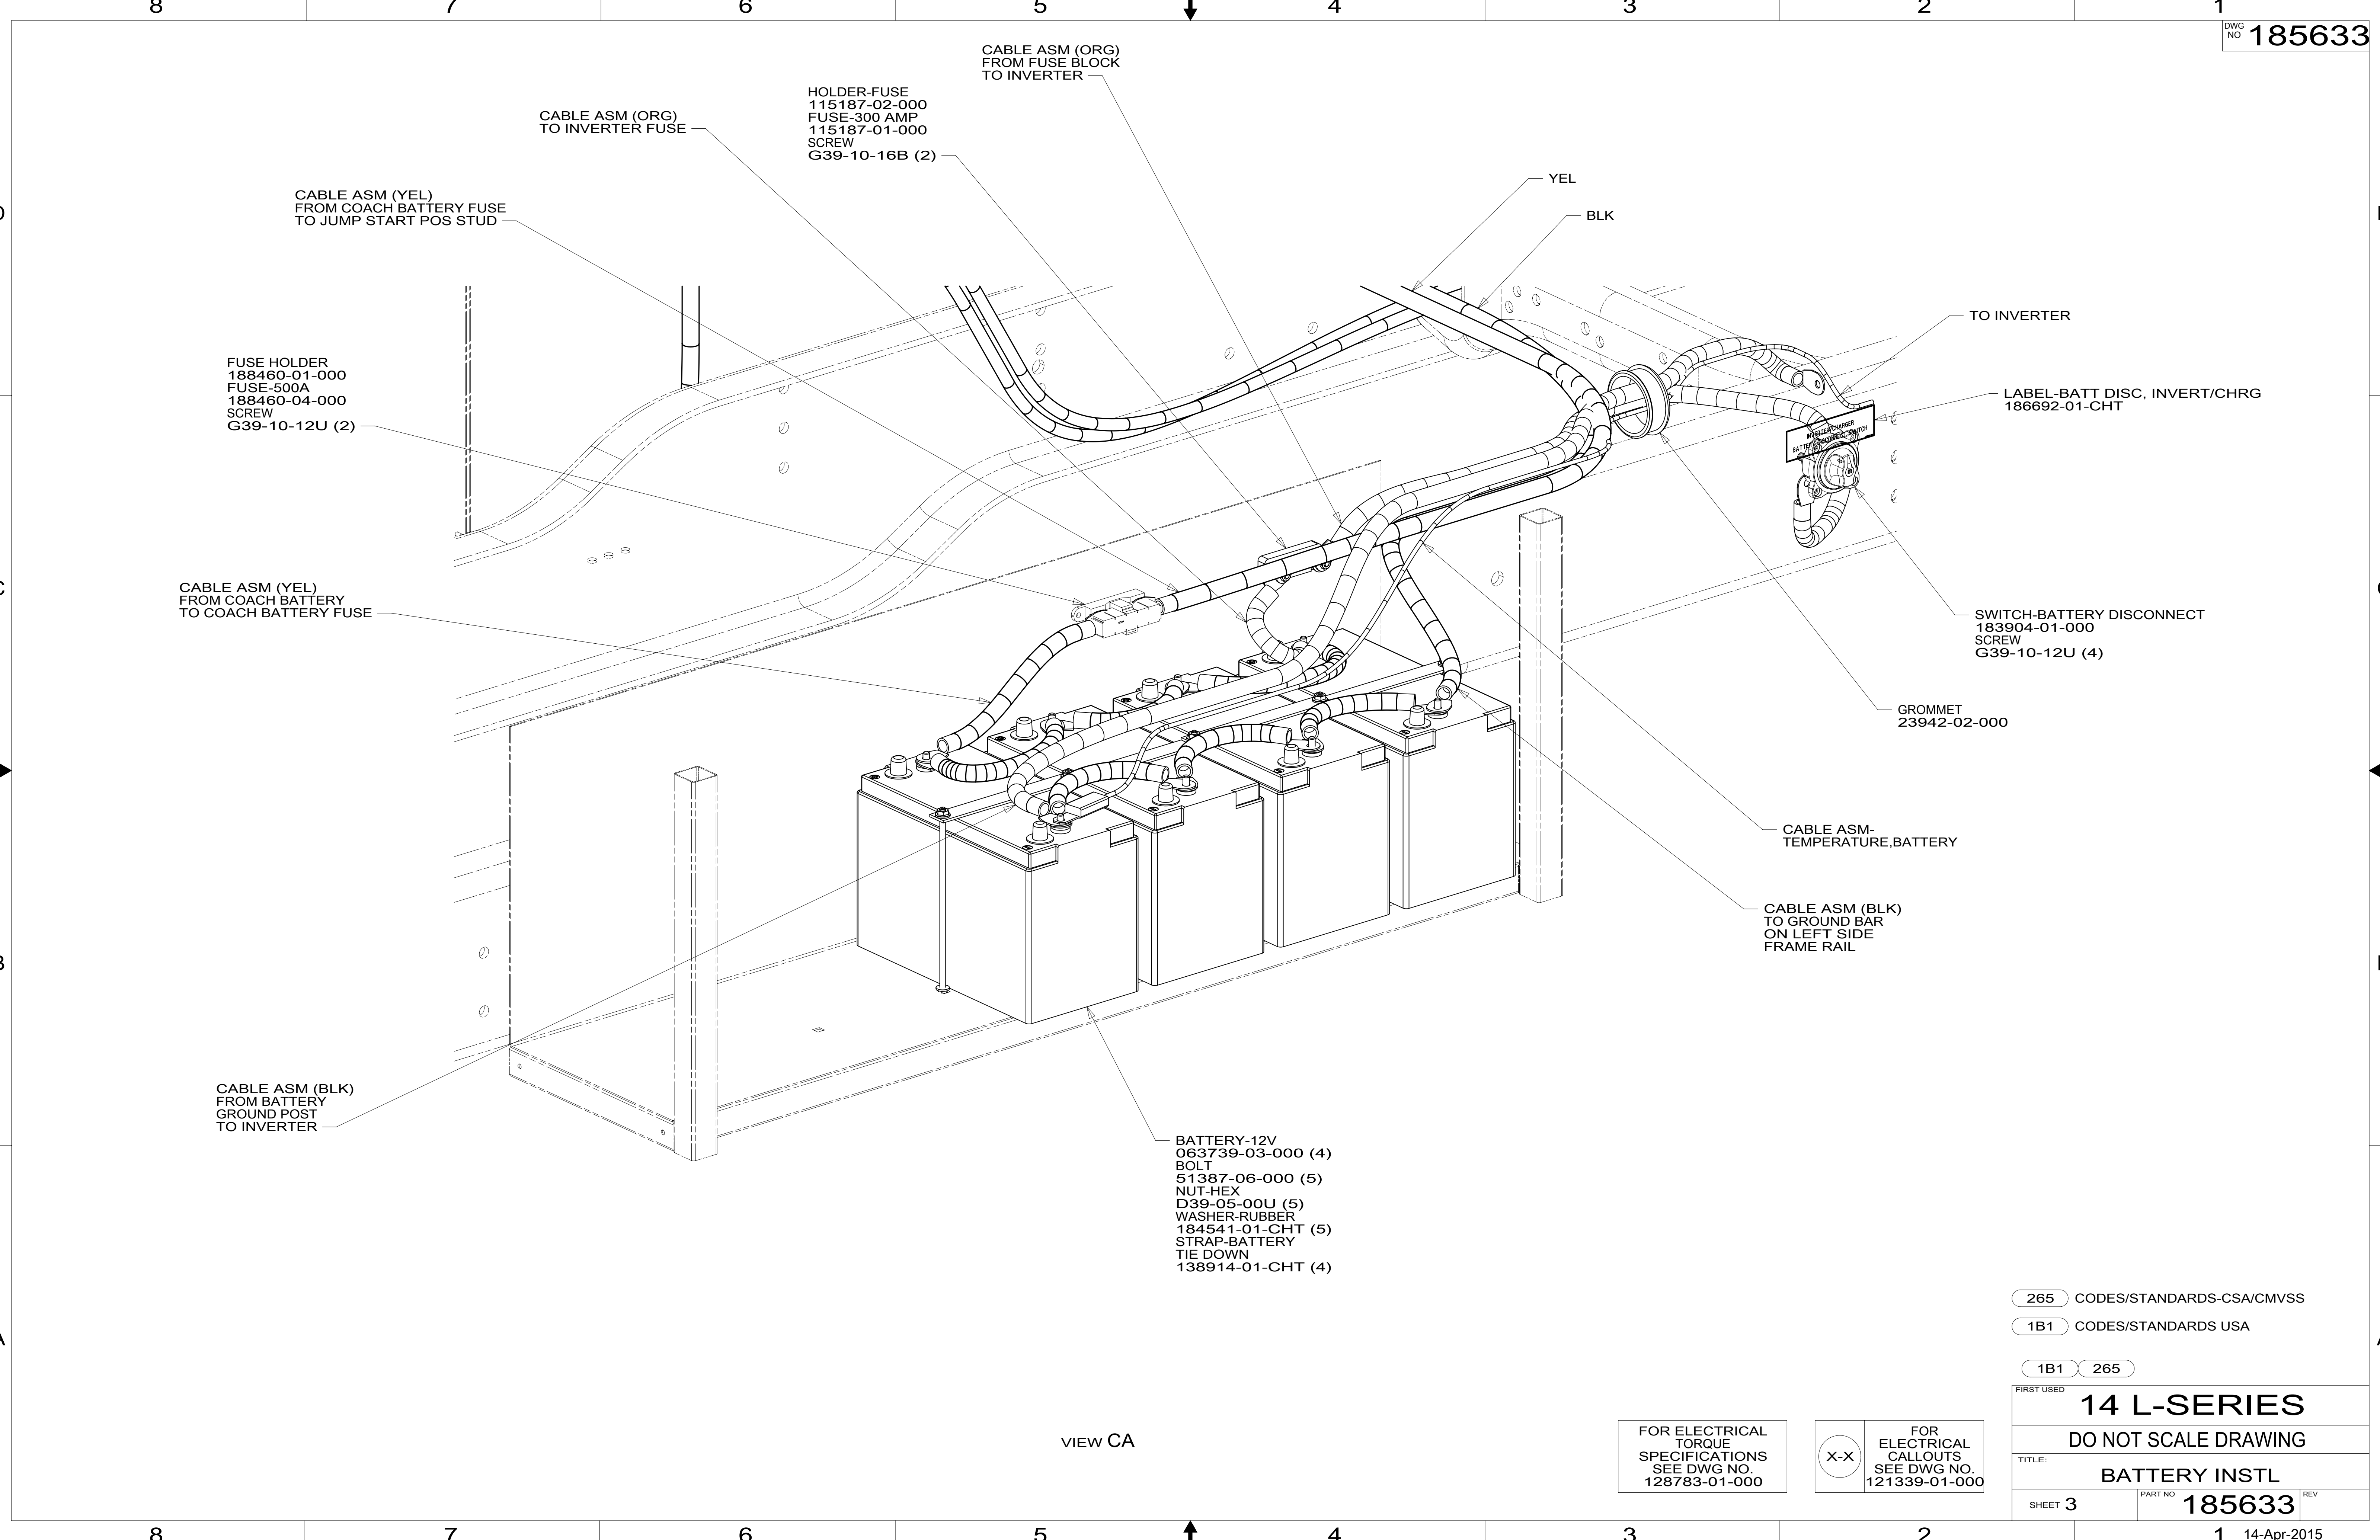 8 7 6 5 4 3 2 1
DWG NO 185633
CABLE ASM (ORG)
FROM FUSE BLOCK
TO INVERTER
HOLDER-FUSE
115187-02-000
FUSE-300 AMP
115187-01-000
SCREW
G39-10-16B (2)
CABLE ASM (ORG)
TO INVERTER FUSE
CABLE ASM (YEL)
FROM COACH BATTERY FUSE
TO JUMP START POS STUD
YEL
BLK
TO INVERTER
FUSE HOLDER
188460-01-000
FUSE-500A
188460-04-000
SCREW
G39-10-12U (2)
LABEL-BATT DISC, INVERT/CHRG
186692-01-CHT
INVERTER/CHARGER
BATTERY DISCONNECT SWITCH
CABLE ASM (YEL)
FROM COACH BATTERY
TO COACH BATTERY FUSE
SWITCH-BATTERY DISCONNECT
183904-01-000
SCREW
G39-10-12U (4)
GROMMET
23942-02-000
CABLE ASM-
TEMPERATURE,BATTERY
CABLE ASM (BLK)
TO GROUND BAR
ON LEFT SIDE
FRAME RAIL
CABLE ASM (BLK)
FROM BATTERY
GROUND POST
TO INVERTER
BATTERY-12V
063739-03-000 (4)
BOLT
51387-06-000 (5)
NUT-HEX
D39-05-00U (5)
WASHER-RUBBER
184541-01-CHT (5)
STRAP-BATTERY
TIE DOWN
138914-01-CHT (4)
265 CODES/STANDARDS-CSA/CMVSS
1B1 CODES/STANDARDS USA
1B1 265
VIEW CA
FOR ELECTRICAL
TORQUE
SPECIFICATIONS
SEE DWG NO.
128783-01-000
X-X
FOR
ELECTRICAL
CALLOUTS
SEE DWG NO.
121339-01-000
FIRST USED
14 L-SERIES
DO NOT SCALE DRAWING
TITLE:
BATTERY INSTL
SHEET 3
PART NO 185633 REV
8 7 6 5 4 3 2 1
14-Apr-2015